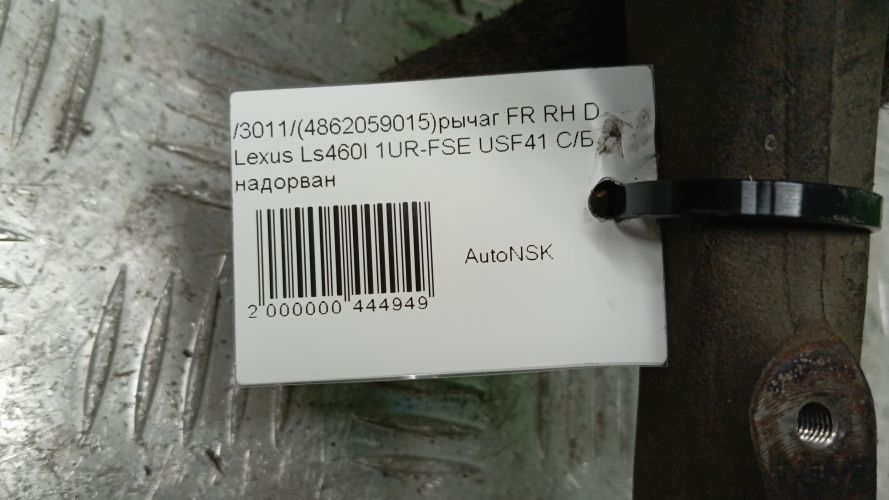 /3011/(4862059015)рычаг FR RH D
Lexus Ls460l 1UR-FSE USF41 С/Б
надорван
AutoNSK
2 000000 444949